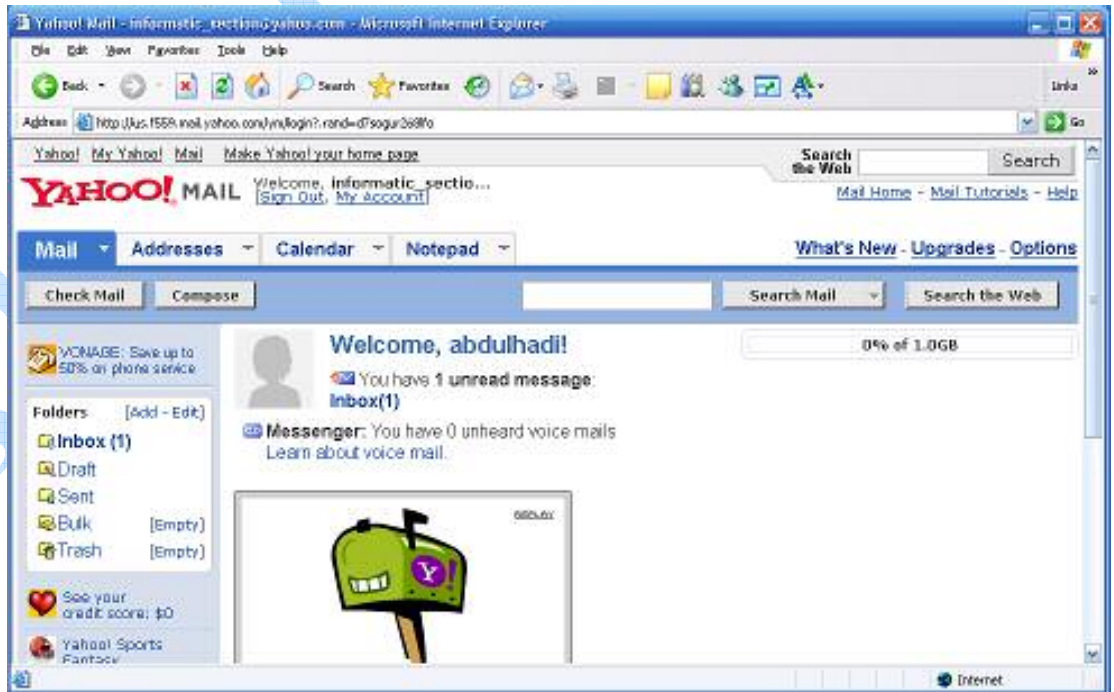 Yahoo! Mail - informatic_section@yahoo.com - Microsoft Internet Explorer
File Edit View Favorites Tools Help
Back Search Favorites Links
Address Go
Yahoo! My Yahoo! Mail Make Yahoo! your home page
Search the Web Search
YAHOO! MAIL Welcome, informatic_sectio...
[Sign Out, My Account]
Mail Home - Mail Tutorials - Help
Mail Addresses Calendar Notepad What's New - Upgrades - Options
Check Mail Compose Search Mail Search the Web
VONAGE: Save up to
50% on phone service
Folders [Add - Edit]
Inbox (1)
Draft
Sent
Bulk [Empty]
Trash [Empty]
See your
credit score: $0
Yahoo! Sports
Fantasy
Welcome, abdulhadi!
You have 1 unread message:
Inbox(1)
Messenger: You have 0 unheard voice mails
Learn about voice mail.
0% of 1.0GB
Y!
Internet